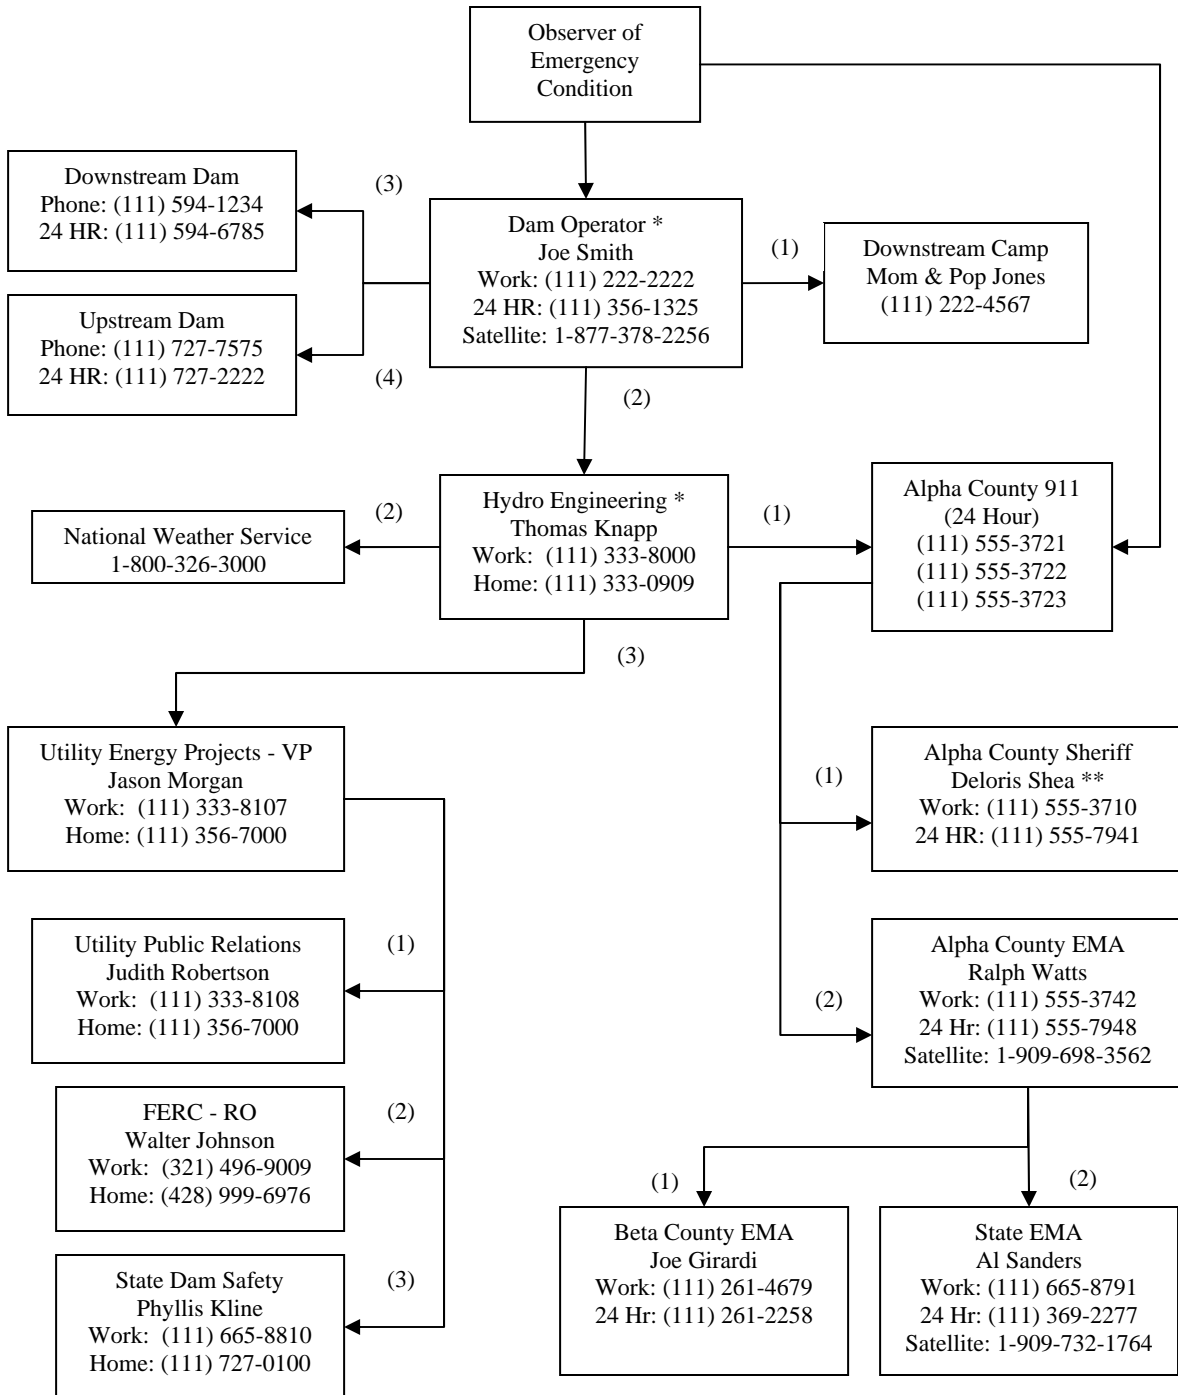 Observer of
Emergency
Condition
Downstream Dam
Phone: (111) 594-1234
24 HR: (111) 594-6785
(3)
Dam Operator *
Joe Smith
Work: (111) 222-2222
24 HR: (111) 356-1325
Satellite: 1-877-378-2256
(1)
Downstream Camp
Mom & Pop Jones
(111) 222-4567
Upstream Dam
Phone: (111) 727-7575
24 HR: (111) 727-2222
(4)
(2)
National Weather Service
1-800-326-3000
(2)
Hydro Engineering *
Thomas Knapp
Work: (111) 333-8000
Home: (111) 333-0909
(1)
Alpha County 911
(24 Hour)
(111) 555-3721
(111) 555-3722
(111) 555-3723
(3)
Utility Energy Projects - VP
Jason Morgan
Work: (111) 333-8107
Home: (111) 356-7000
(1)
Alpha County Sheriff
Deloris Shea **
Work: (111) 555-3710
24 HR: (111) 555-7941
Utility Public Relations
Judith Robertson
Work: (111) 333-8108
Home: (111) 356-7000
(1)
(2)
Alpha County EMA
Ralph Watts
Work: (111) 555-3742
24 Hr: (111) 555-7948
Satellite: 1-909-698-3562
FERC - RO
Walter Johnson
Work: (321) 496-9009
Home: (428) 999-6976
(2)
(1)
(2)
State Dam Safety
Phyllis Kline
Work: (111) 665-8810
Home: (111) 727-0100
(3)
Beta County EMA
Joe Girardi
Work: (111) 261-4679
24 Hr: (111) 261-2258
State EMA
Al Sanders
Work: (111) 665-8791
24 Hr: (111) 369-2277
Satellite: 1-909-732-1764